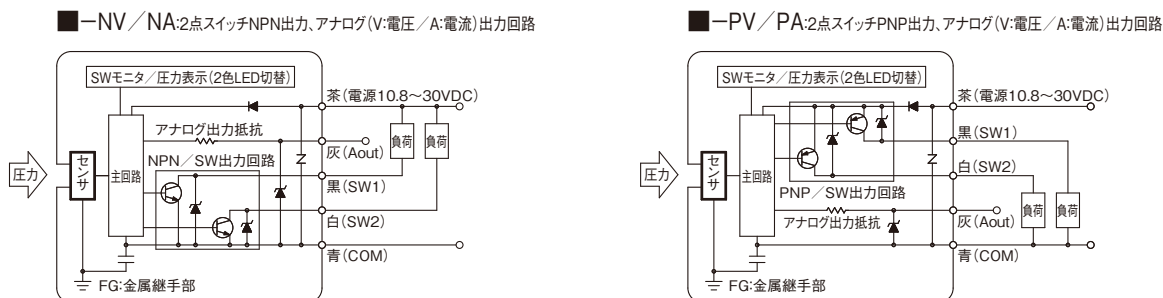 ■−NV／NA:2点スイッチNPN出力、アナログ(V:電圧／A:電流)出力回路
SWモニタ／圧力表示(2色LED切替)
茶(電源10.8〜30VDC)
アナログ出力抵抗
灰(Aout)
負荷
負荷
NPN／SW出力回路
圧力
センサ
主回路
黒(SW1)
白(SW2)
青(COM)
FG:金属継手部
■−PV／PA:2点スイッチPNP出力、アナログ(V:電圧／A:電流)出力回路
SWモニタ／圧力表示(2色LED切替)
茶(電源10.8〜30VDC)
黒(SW1)
圧力
センサ
主回路
白(SW2)
PNP／SW出力回路
負荷
負荷
灰(Aout)
アナログ出力抵抗
青(COM)
FG:金属継手部